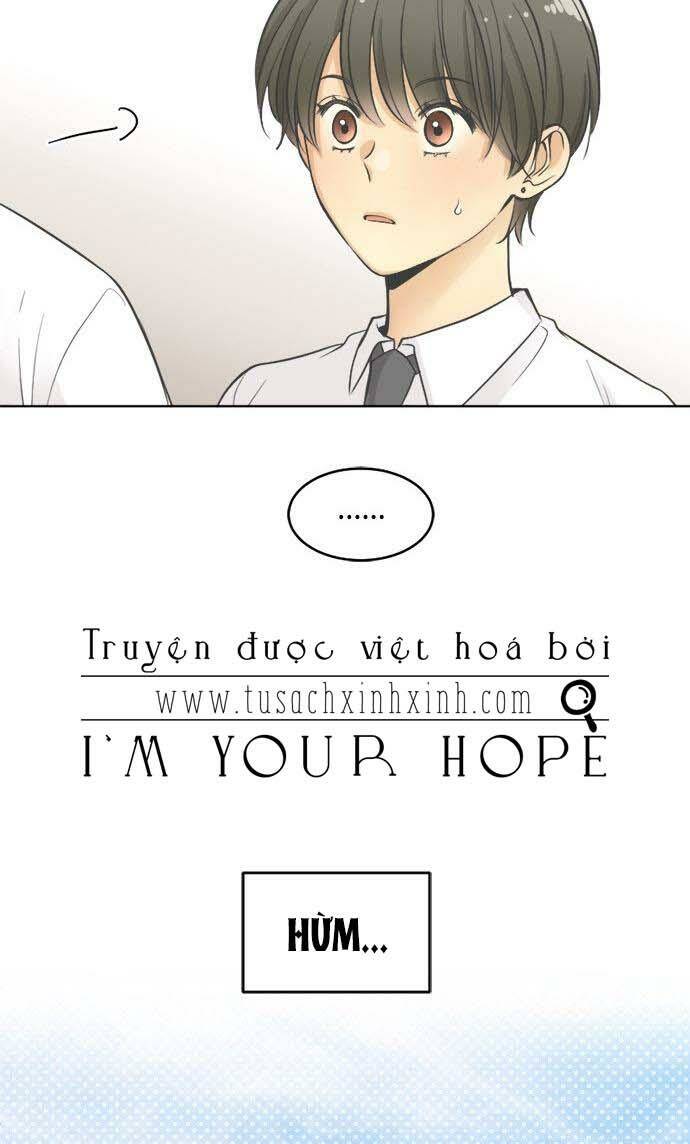 ......
Truyện được việt hoá bởi
www.tusachxinhxinh.com
I'M YOUR HOPE
HỪM...